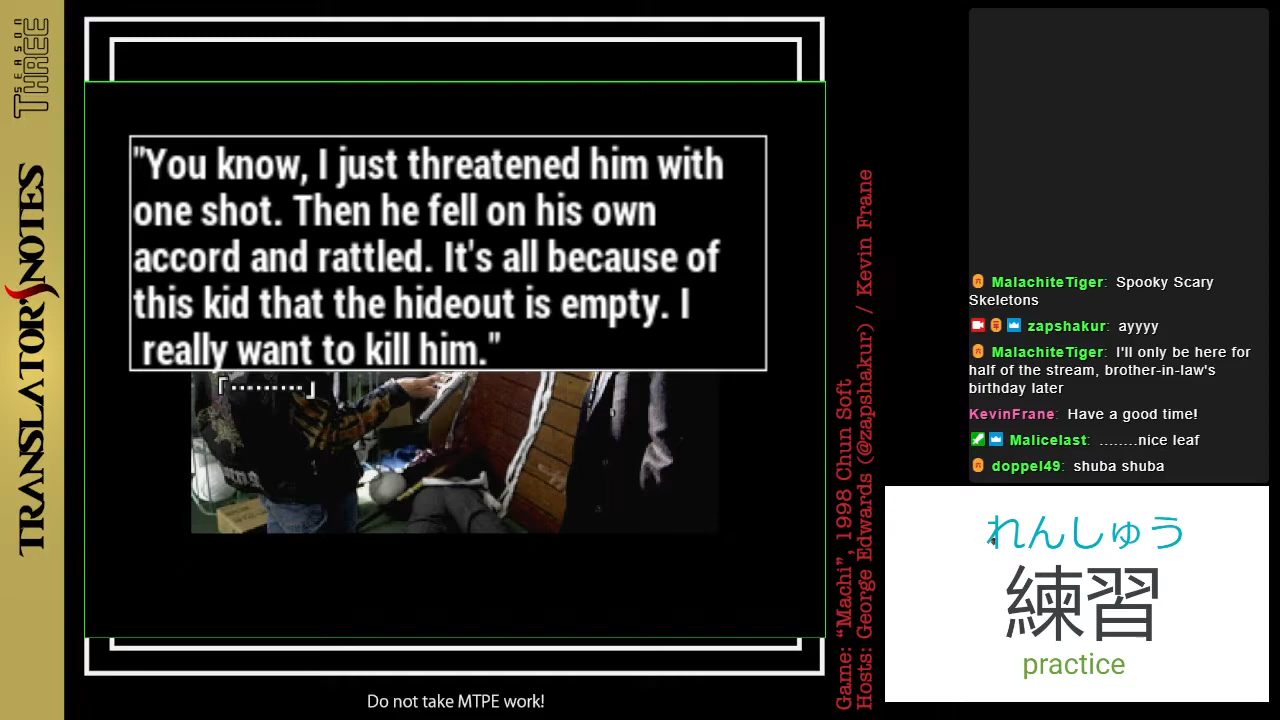 SEASON
THREE
TRANSLATOR'S NOTES
"You know, I just threatened him with
one shot. Then he fell on his own
accord and rattled. It's all because of
this kid that the hideout is empty. I
really want to kill him."
「………」
Game: "Machi", 1998 Chun Soft
Hosts: George Edwards (@zapshakur) / Kevin Frane
MalachiteTiger: Spooky Scary
Skeletons
zapshakur: ayyyy
MalachiteTiger: I'll only be here for
half of the stream, brother-in-law's
birthday later
KevinFrane: Have a good time!
Malicelast: ........nice leaf
doppel49: shuba shuba
れんしゅう
練習
practice
Do not take MTPE work!